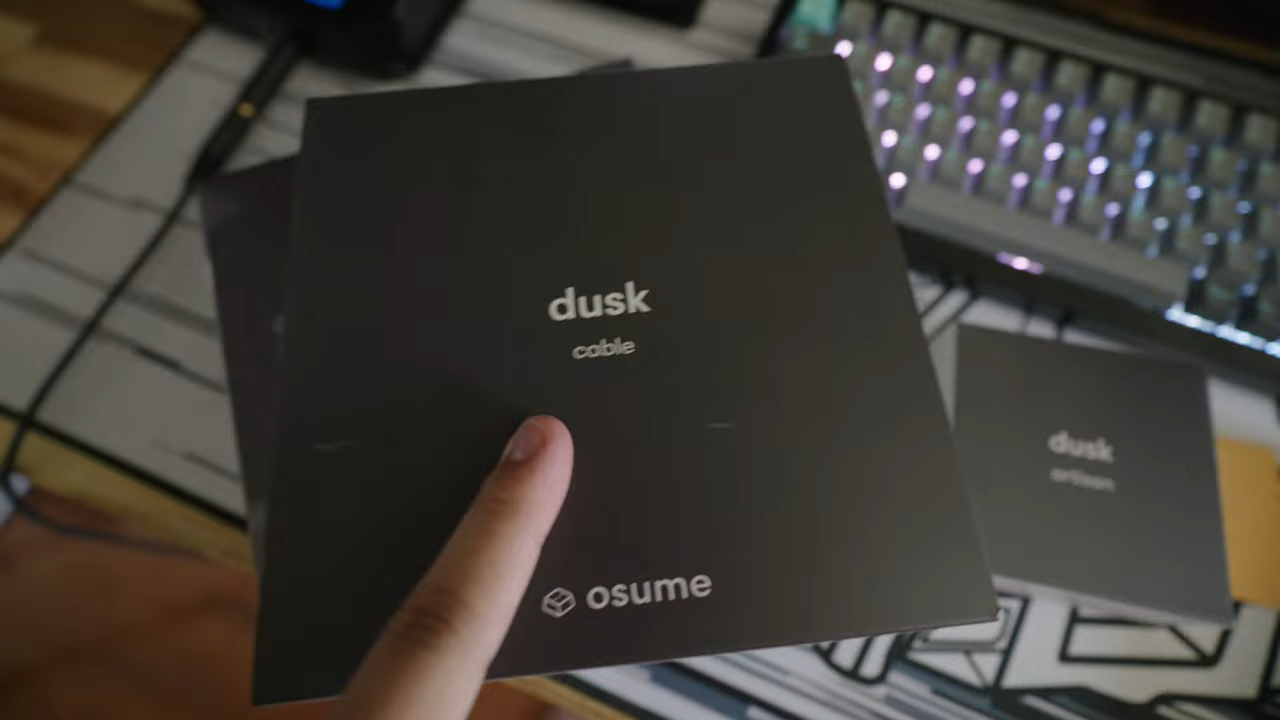 dusk
cable
osume
dusk
artisan